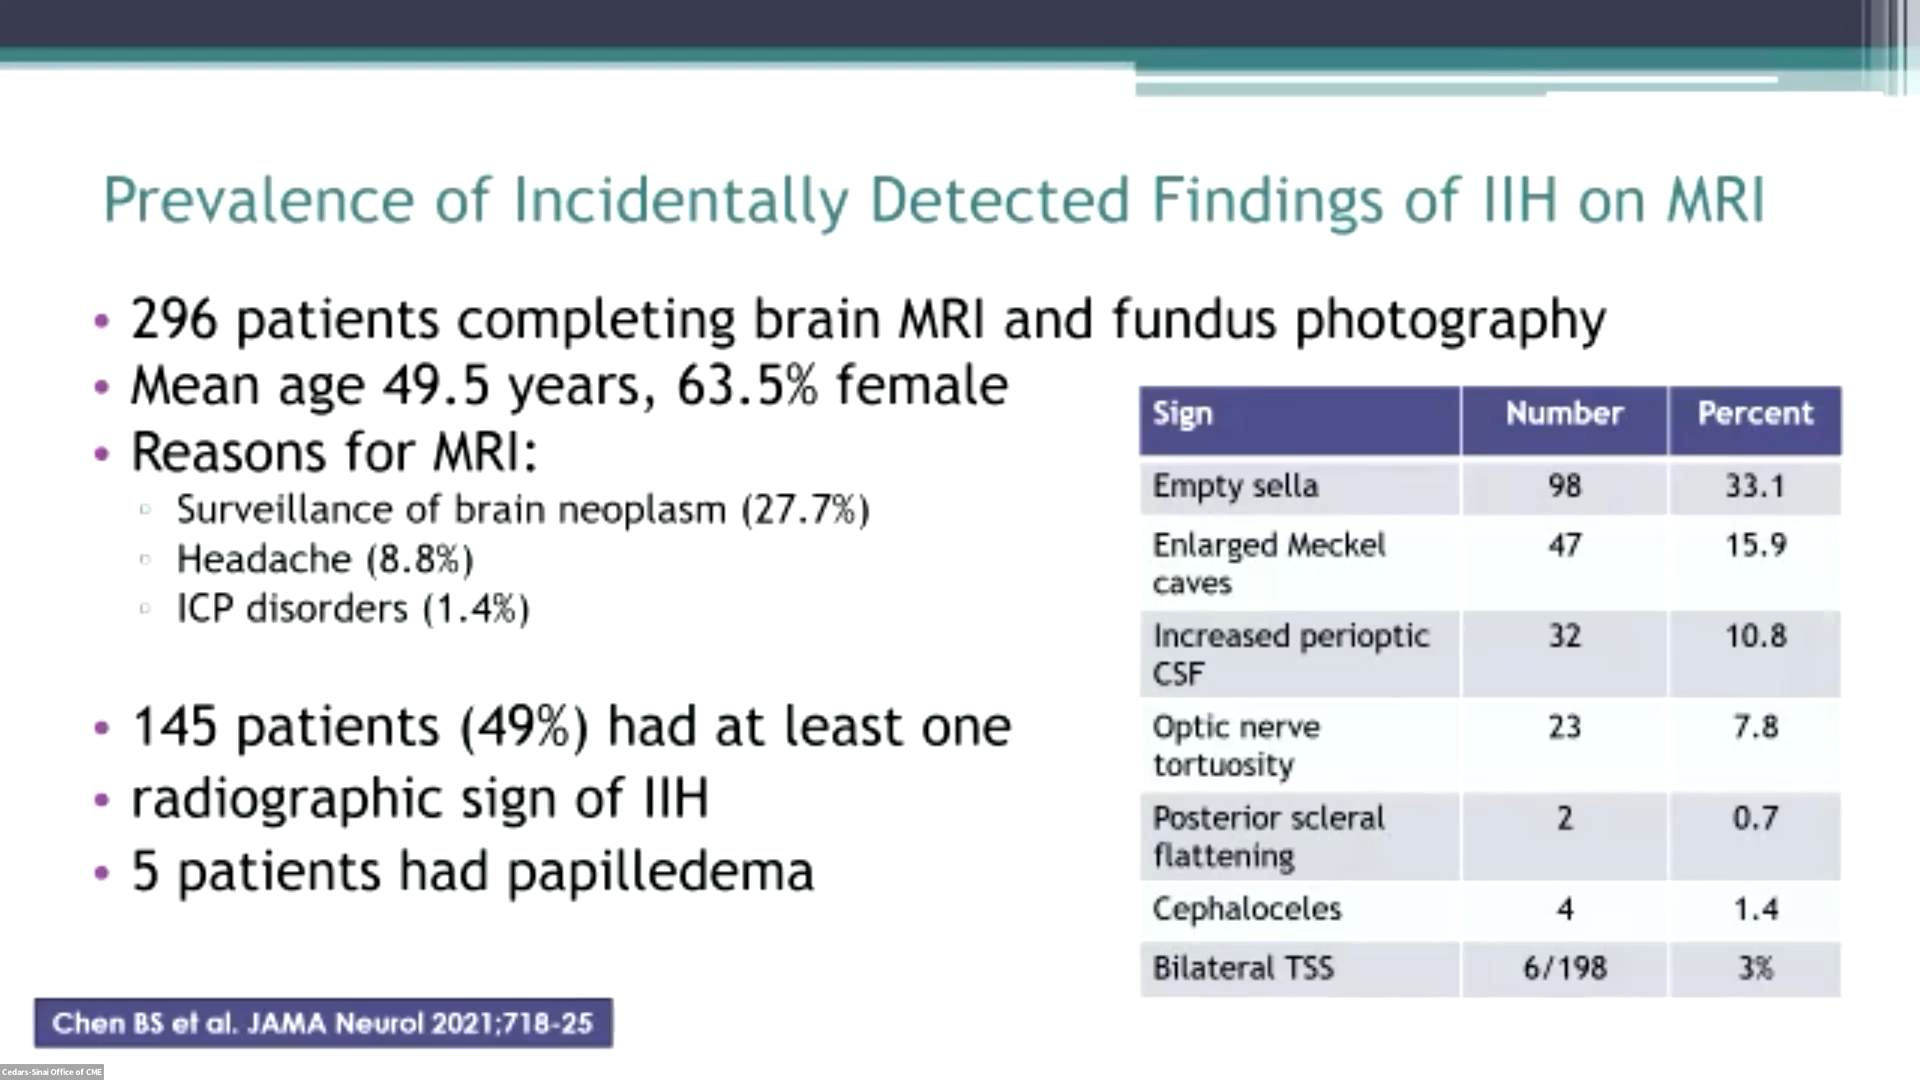 Prevalence of Incidentally Detected Findings of IIH on MRI
• 296 patients completing brain MRI and fundus photography
• Mean age 49.5 years, 63.5% female
• Reasons for MRI:
▫ Surveillance of brain neoplasm (27.7%)
▫ Headache (8.8%)
▫ ICP disorders (1.4%)
• 145 patients (49%) had at least one
• radiographic sign of IIH
• 5 patients had papilledema
Sign Number Percent
Empty sella 98 33.1
Enlarged Meckel 47 15.9
caves
Increased perioptic 32 10.8
CSF
Optic nerve 23 7.8
tortuosity
Posterior scleral 2 0.7
flattening
Cephaloceles 4 1.4
Bilateral TSS 6/198 3%
Chen BS et al. JAMA Neurol 2021;718-25
Cedars-Sinai Office of CME